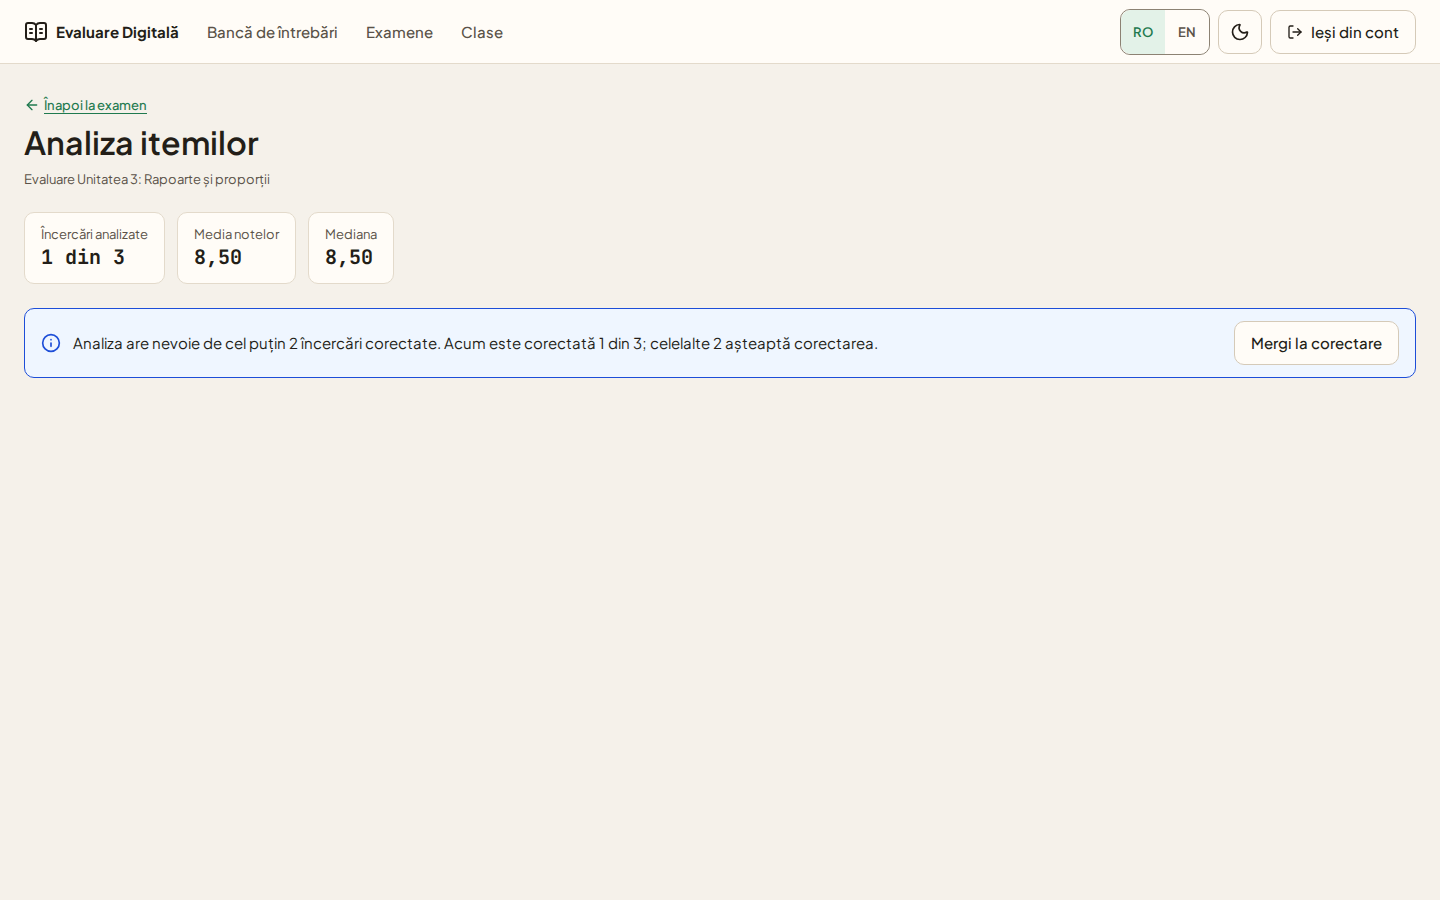 Evaluare Digitală
Bancă de întrebări
Examene
Clase
RO
EN
Ieși din cont
Înapoi la examen
Analiza itemilor
Evaluare Unitatea 3: Rapoarte și proporții
Încercări analizate
1 din 3
Media notelor
8,50
Mediana
8,50
Analiza are nevoie de cel puțin 2 încercări corectate. Acum este corectată 1 din 3; celelalte 2 așteaptă corectarea.
Mergi la corectare